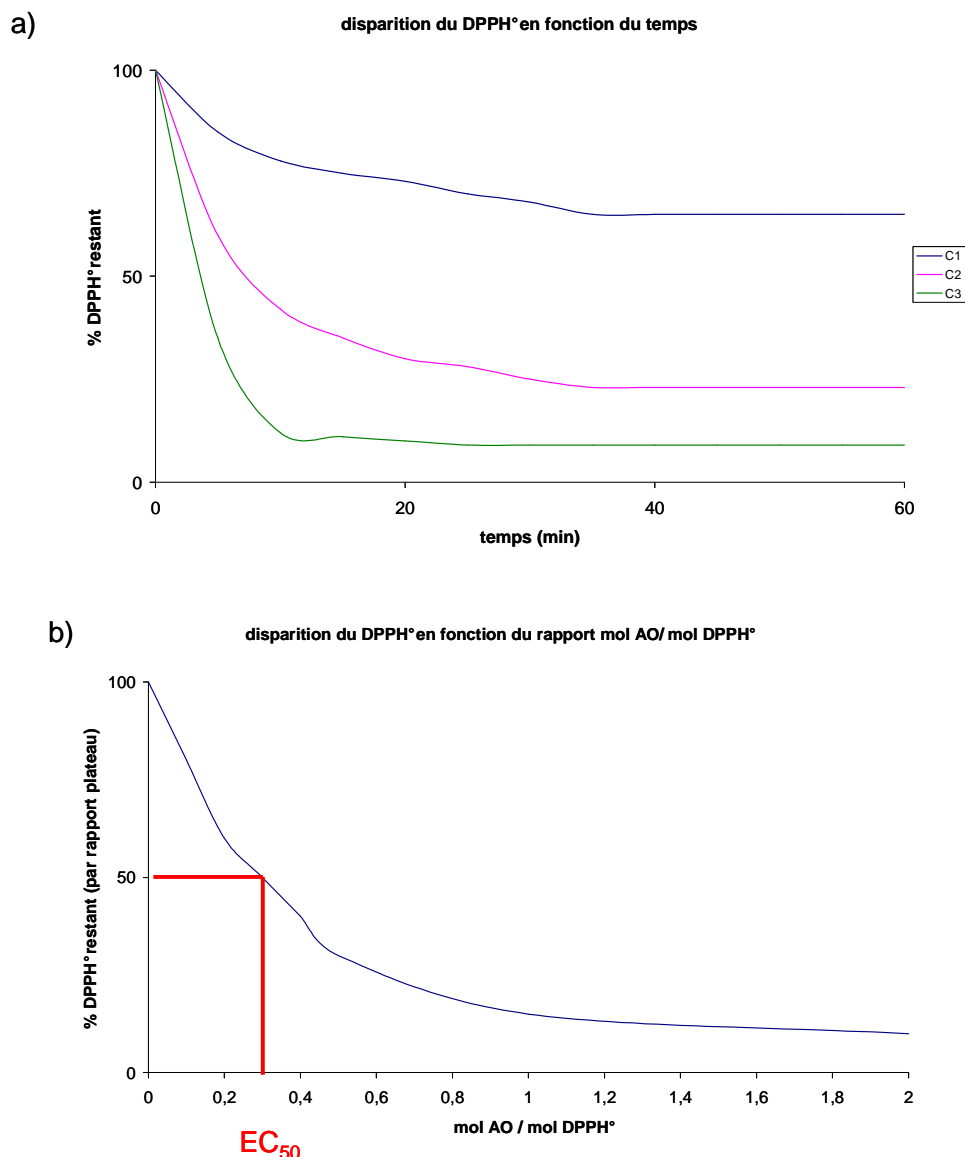 a)
disparition du DPPH° en fonction du temps
100
50
0
% DPPH° restant
0 20 40 60
temps (min)
C1
C2
C3
b)
disparition du DPPH° en fonction du rapport mol AO/ mol DPPH°
100
50
0
% DPPH° restant (par rapport plateau)
0 0,2 0,4 0,6 0,8 1 1,2 1,4 1,6 1,8 2
mol AO / mol DPPH°
EC50